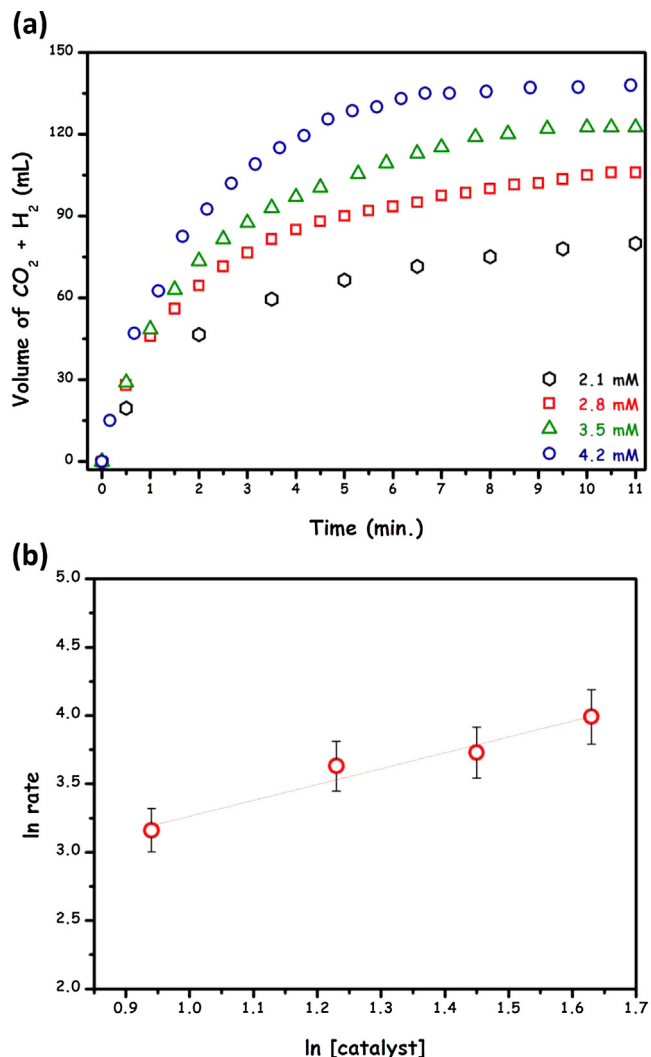 (a)
150
120
90
60
30
0
Volume of CO₂ + H₂ (mL)
2.1 mM
2.8 mM
3.5 mM
4.2 mM
0 1 2 3 4 5 6 7 8 9 10 11
Time (min.)
(b)
5.0
4.5
4.0
3.5
3.0
2.5
2.0
ln rate
0.9 1.0 1.1 1.2 1.3 1.4 1.5 1.6 1.7
ln [catalyst]